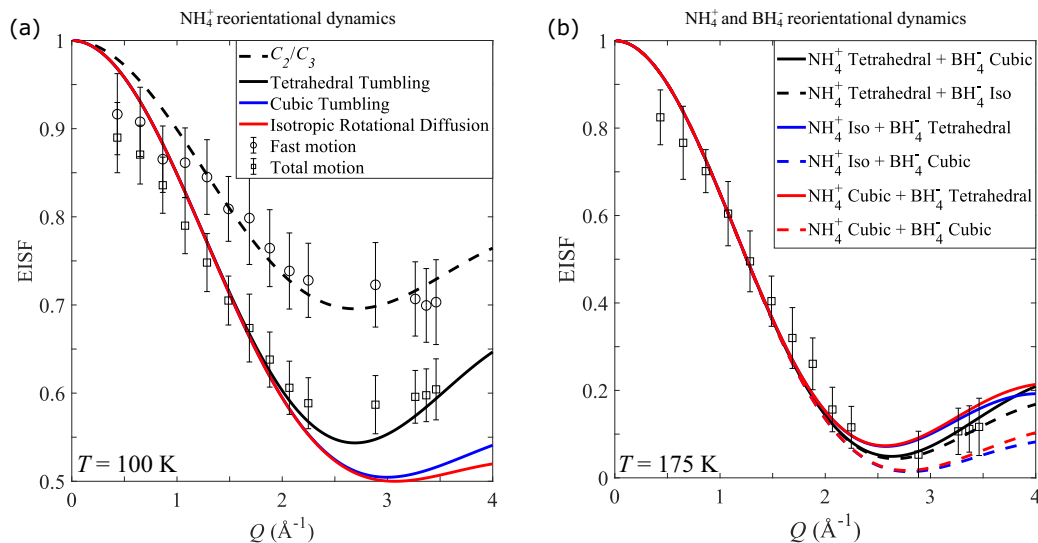 (a)
NH₄⁺ reorientational dynamics
1
0.9
0.8
0.7
0.6
0.5
EISF
C₂/C₃
Tetrahedral Tumbling
Cubic Tumbling
Isotropic Rotational Diffusion
Fast motion
Total motion
T = 100 K
0
1
2
3
4
Q (Å⁻¹)
(b)
NH₄⁺ and BH₄⁻ reorientational dynamics
1
0.8
0.6
0.4
0.2
0
EISF
NH₄⁺ Tetrahedral + BH₄⁻ Cubic
NH₄⁺ Tetrahedral + BH₄⁻ Iso
NH₄⁺ Iso + BH₄⁻ Tetrahedral
NH₄⁺ Iso + BH₄⁻ Cubic
NH₄⁺ Cubic + BH₄⁻ Tetrahedral
NH₄⁺ Cubic + BH₄⁻ Cubic
T = 175 K
0
1
2
3
4
Q (Å⁻¹)